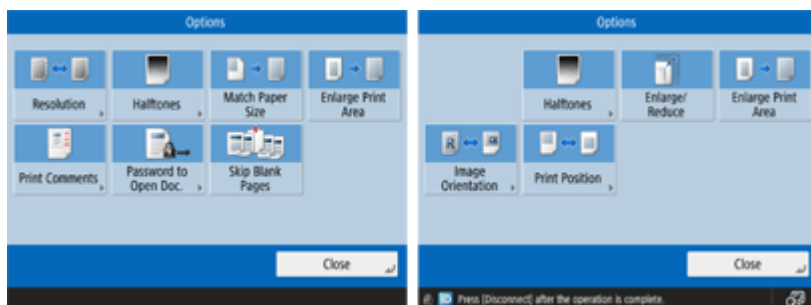 Options
Resolution
Halftones
Match Paper
Size
Enlarge Print
Area
Print Comments
Password to
Open Doc.
Skip Blank
Pages
Close
Options
Halftones
Enlarge/
Reduce
Enlarge Print
Area
Image
Orientation
Print Position
Close
ID Press [Disconnect] after the operation is complete.